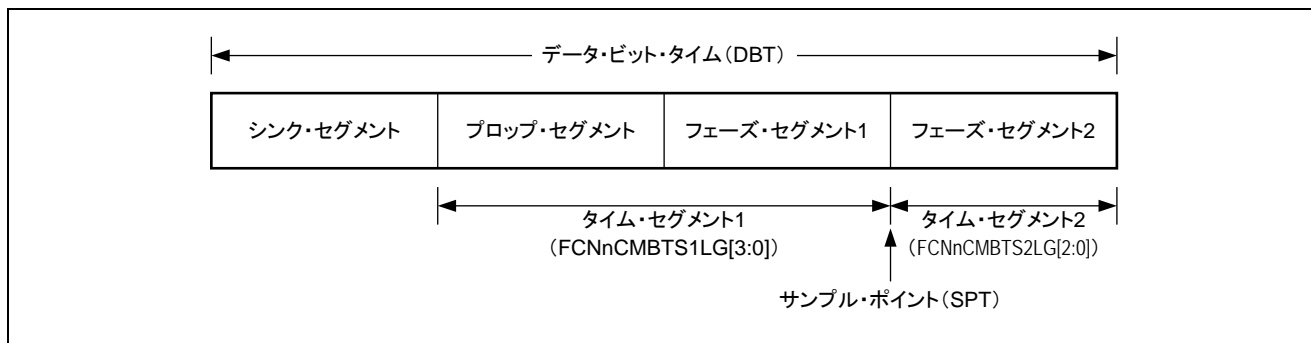 データ・ビット・タイム(DBT)
シンク・セグメント プロップ・セグメント フェーズ・セグメント1 フェーズ・セグメント2
タイム・セグメント1 タイム・セグメント2
(FCNnCMBTS1LG[3:0]) (FCNnCMBTS2LG[2:0])
サンプル・ポイント(SPT)